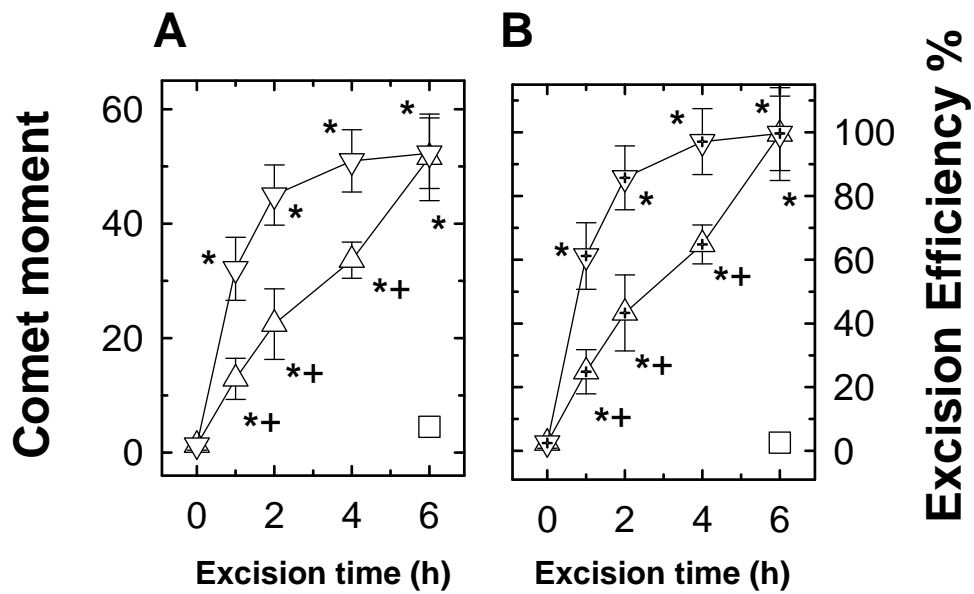 A
B
Comet moment
60
40
20
0
* * * * * * *+ *+ *+
0 2 4 6
Excision time (h)
* * * * * * *+ *+ *+
0 2 4 6
Excision time (h)
100
80
60
40
20
0
Excision Efficiency %